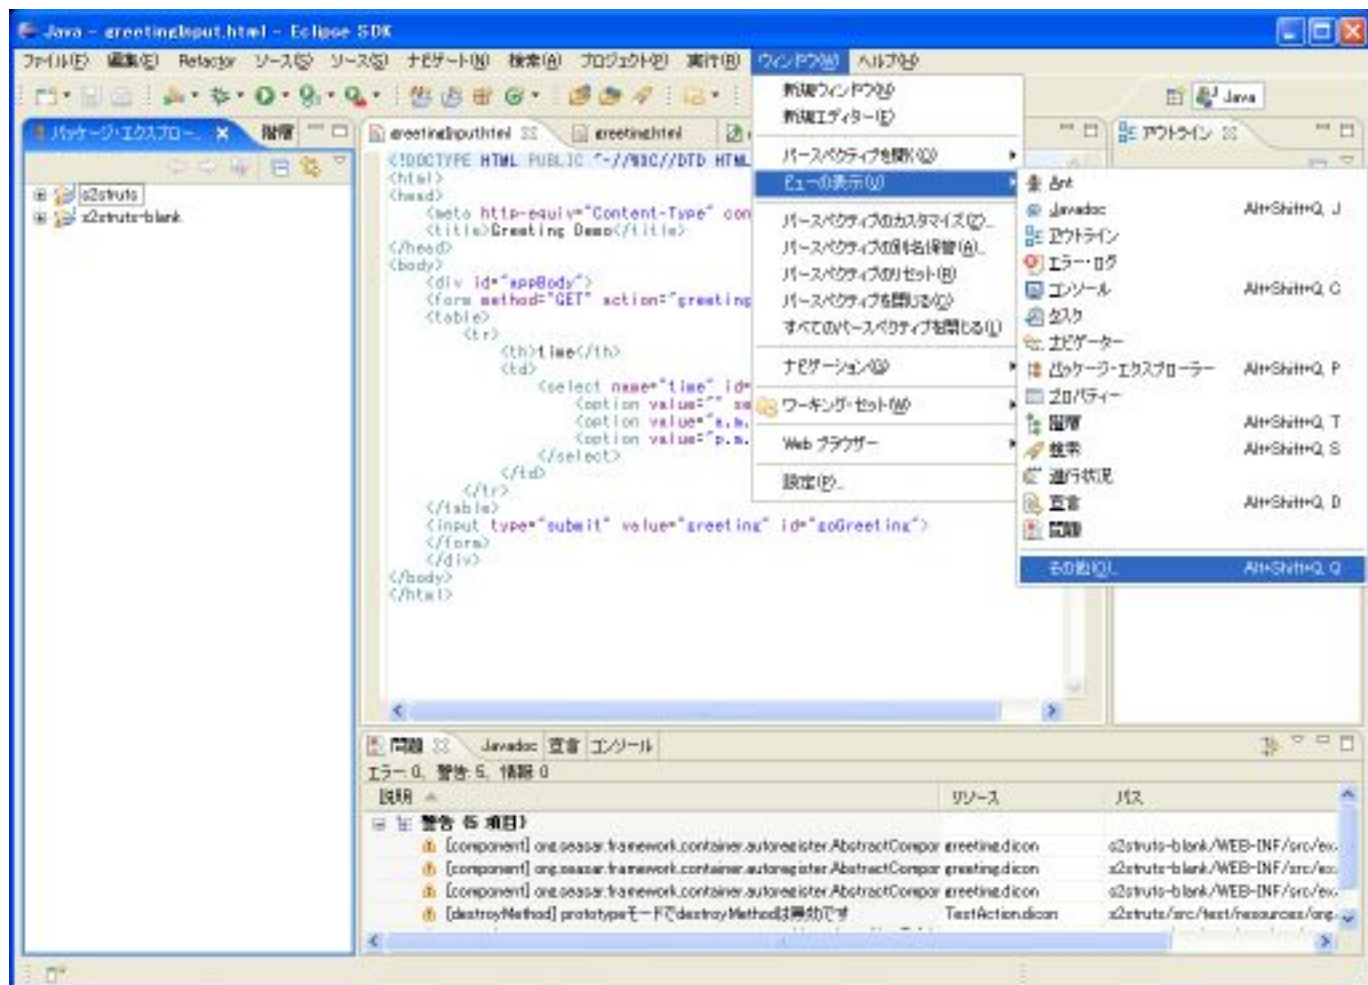 Java - greetingInput.html - Eclipse SDK
ファイル(F) 編集(E) Refactor ソース(S) ソース(S) ナビゲート(N) 検索(A) プロジェクト(P) 実行(R) ウィンドウ(W) ヘルプ(H)
Java
パッケージ・エクスプロー... 階層
s2struts
s2struts-blank
greetingInput.html greeting.html
<!DOCTYPE HTML PUBLIC "-//W3C//DTD HTML
<html>
<head>
<meta http-equiv="Content-Type" con
<title>Greeting Demo</title>
</head>
<body>
<div id="appBody">
<form method="GET" action="greeting
<table>
<tr>
<th>time</th>
<td>
<select name="time" id=
<option value="" se
<option value="a.m.
<option value="p.m.
</select>
</td>
</tr>
</table>
<input type="submit" value="greeting" id="goGreeting">
</form>
</div>
</body>
</html>
新規ウィンドウ(N)
新規エディター(E)
パースペクティブを開く(O)
ビューの表示(V)
パースペクティブのカスタマイズ(Z)...
パースペクティブの別名保管(A)...
パースペクティブのリセット(R)
パースペクティブを閉じる(C)
すべてのパースペクティブを閉じる(L)
ナビゲーション(G)
ワーキング・セット(W)
Web ブラウザー
設定(P)...
Ant
Javadoc Alt+Shift+Q, J
アウトライン
エラー・ログ
コンソール Alt+Shift+Q, C
タスク
ナビゲーター
パッケージ・エクスプローラー Alt+Shift+Q, P
プロパティー
階層 Alt+Shift+Q, T
検索 Alt+Shift+Q, S
進行状況
宣言 Alt+Shift+Q, D
問題
その他(O)... Alt+Shift+Q, Q
アウトライン
問題 Javadoc 宣言 コンソール
エラー: 0、警告: 5、情報: 0
説明 リソース パス
警告 (5 項目)
[component] org.seasar.framework.container.autoregister.AbstractCompor greeting.dicon s2struts-blank/WEB-INF/src/ex
[component] org.seasar.framework.container.autoregister.AbstractCompor greeting.dicon s2struts-blank/WEB-INF/src/ex
[component] org.seasar.framework.container.autoregister.AbstractCompor greeting.dicon s2struts-blank/WEB-INF/src/ex
[destroyMethod] prototypeモードでdestroyMethodは無効です TestAction.dicon s2struts/src/test/resources/org